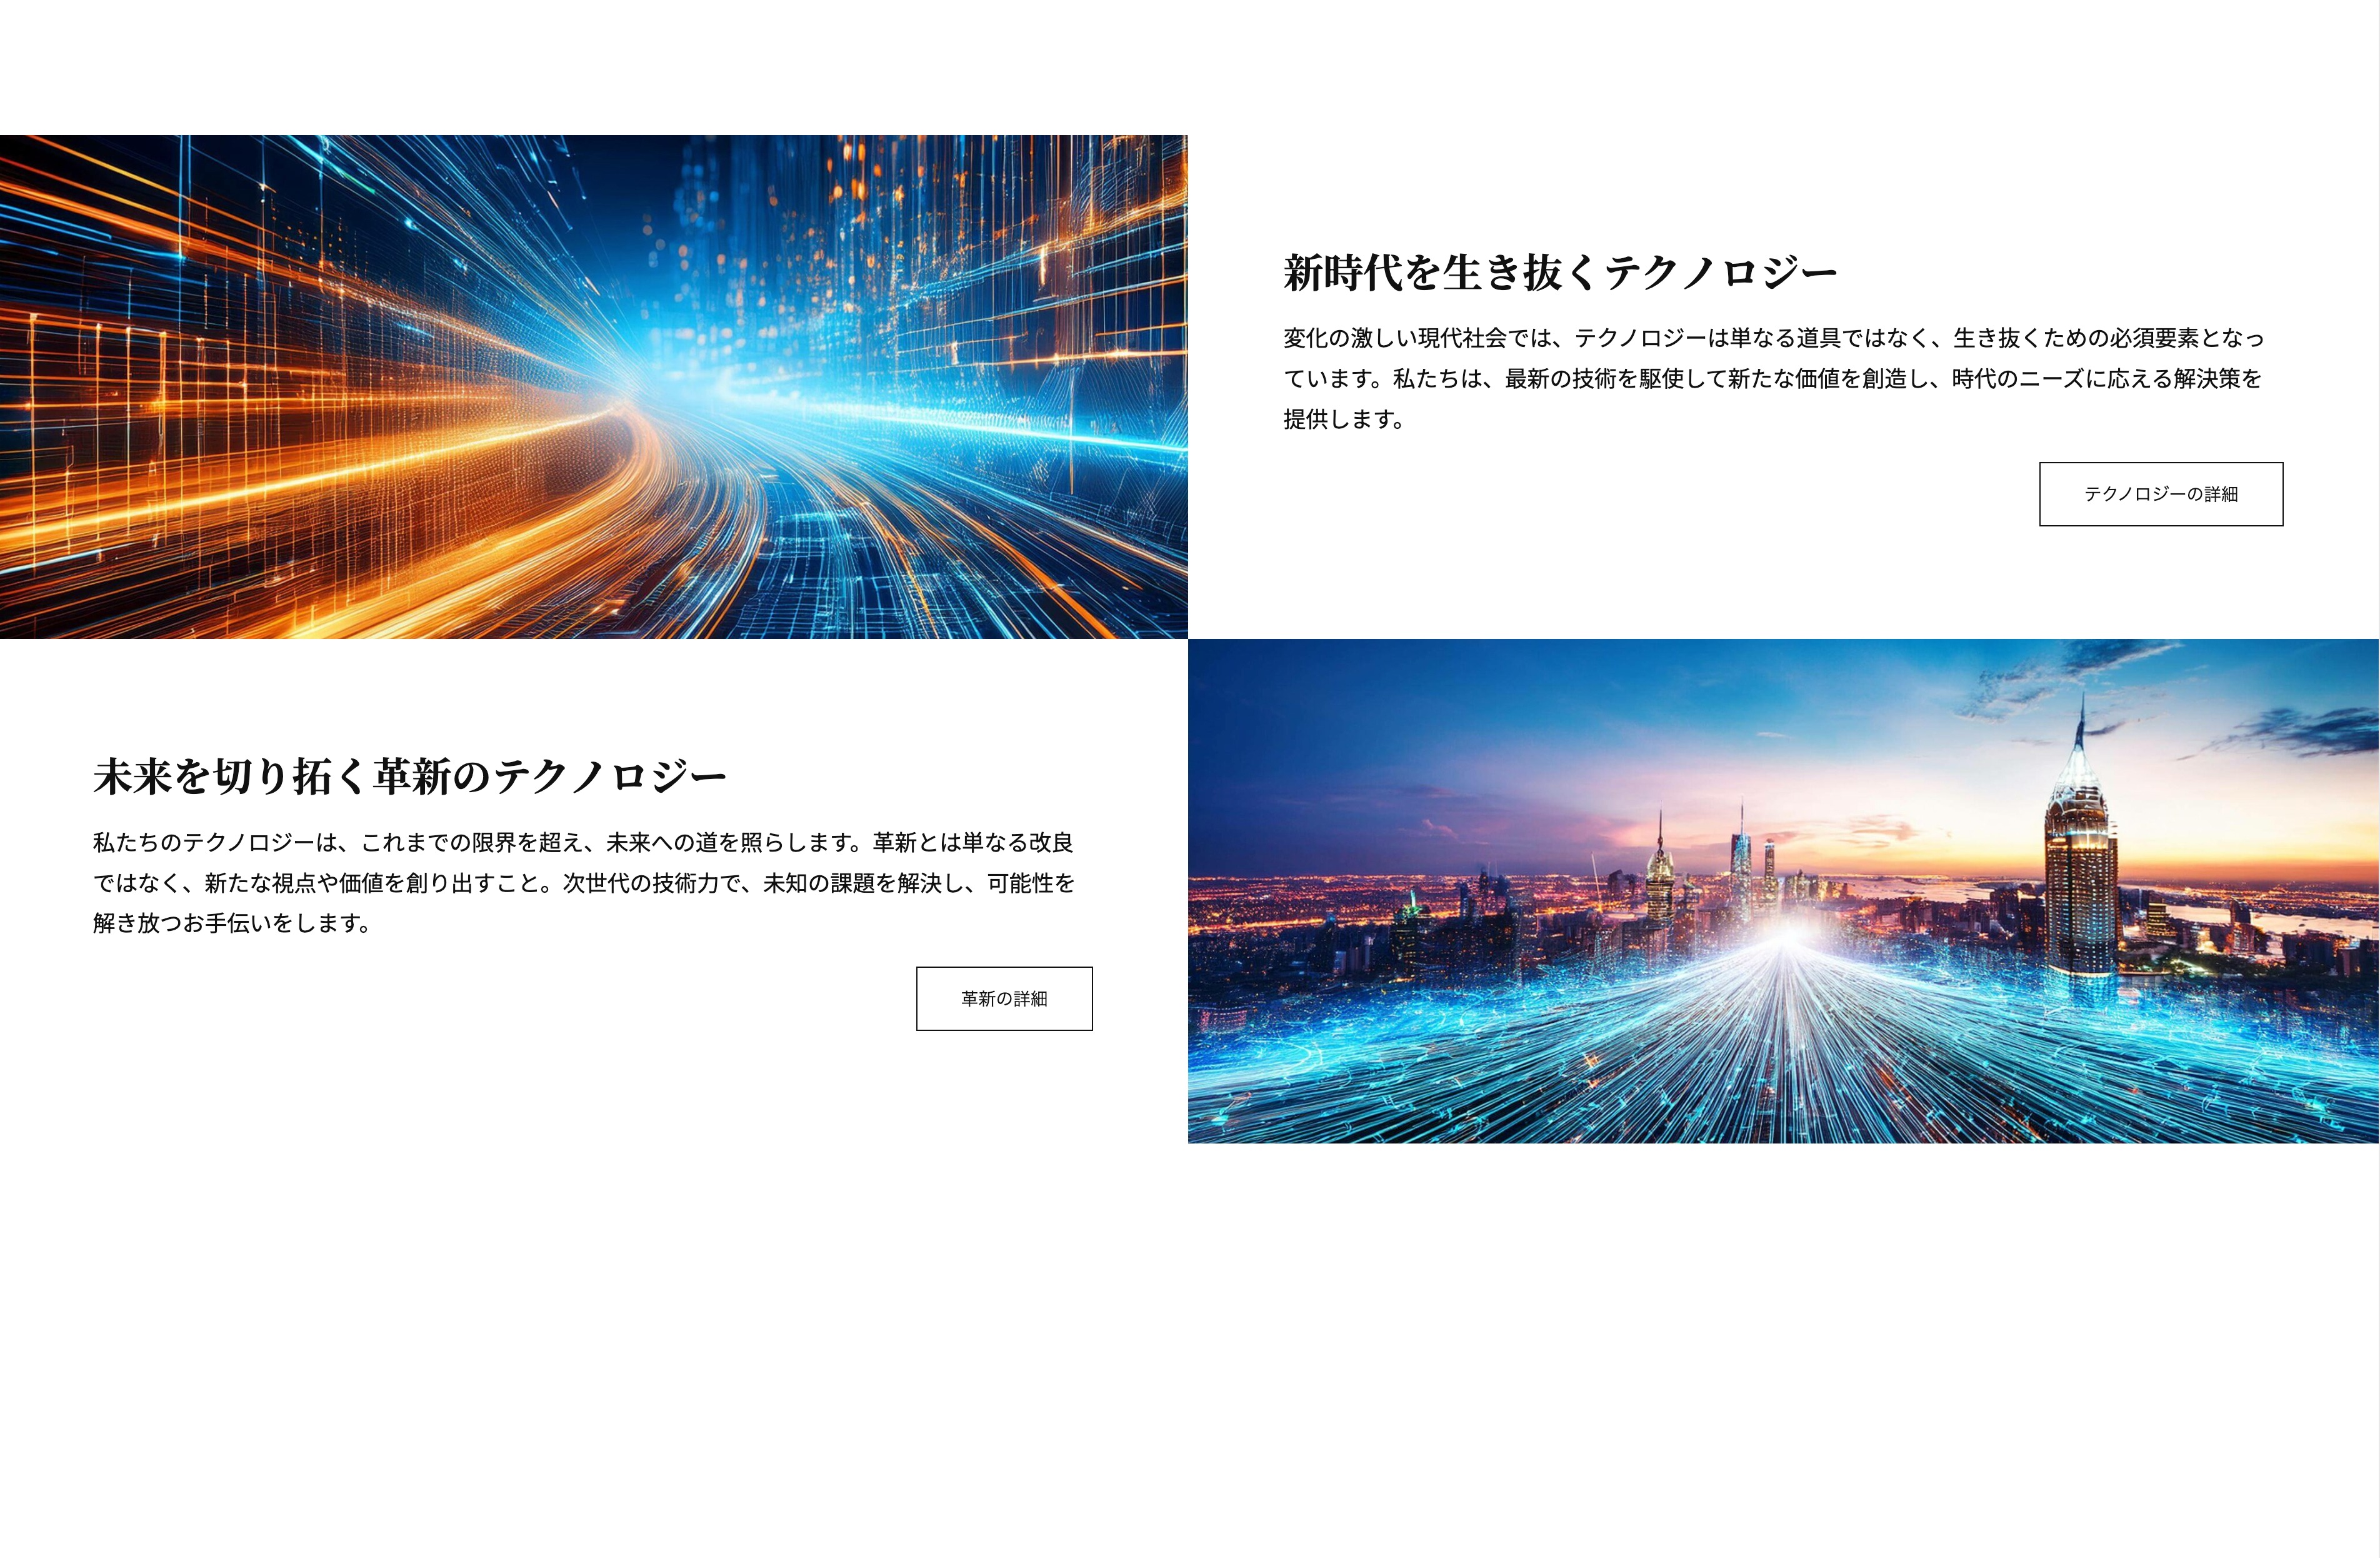 新時代を生き抜くテクノロジー
変化の激しい現代社会では、テクノロジーは単なる道具ではなく、生き抜くための必須要素となっ
ています。私たちは、最新の技術を駆使して新たな価値を創造し、時代のニーズに応える解決策を
提供します。
テクノロジーの詳細
未来を切り拓く革新のテクノロジー
私たちのテクノロジーは、これまでの限界を超え、未来への道を照らします。革新とは単なる改良
ではなく、新たな視点や価値を創り出すこと。次世代の技術力で、未知の課題を解決し、可能性を
解き放つお手伝いをします。
革新の詳細